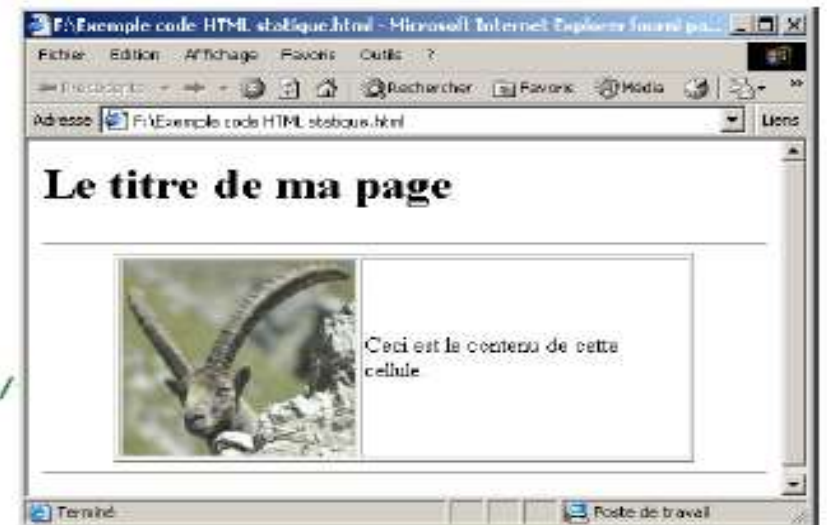 F:\Exemple code HTML statique.html - Microsoft Internet Explorer fourni pa...
Fichier Edition Affichage Favoris Outils ?
Précédente Rechercher Favoris Média »
Adresse F:\Exemple code HTML statique.html Liens
Le titre de ma page
Ceci est le contenu de cette
cellule
Terminé Poste de travail